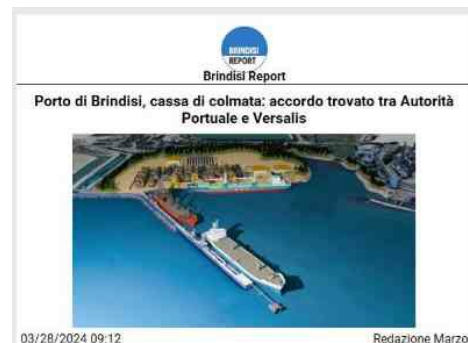 BRINDISI
REPORT
Brindisi Report
Porto di Brindisi, cassa di colmata: accordo trovato tra Autorità
Portuale e Versalis
03/28/2024 09:12
Redazione Marzo